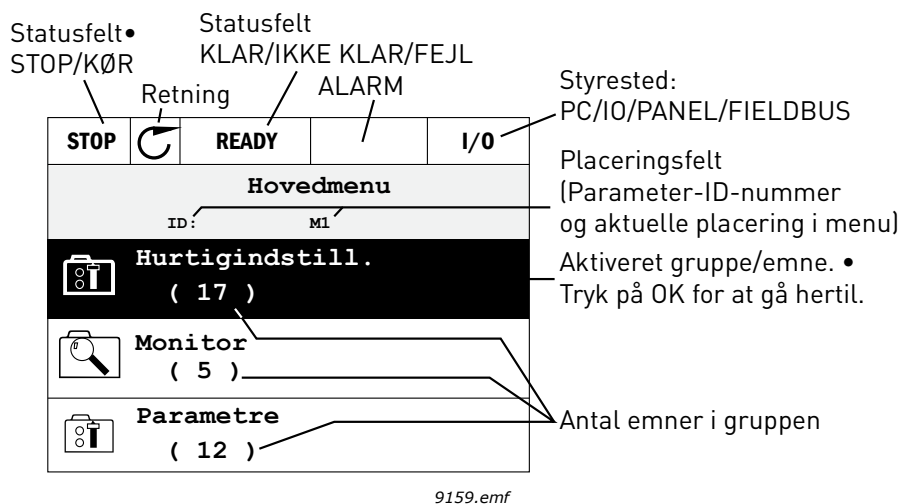 Statusfelt•
STOP/KØR
Retning
Statusfelt
KLAR/IKKE KLAR/FEJL
ALARM
Styrested:
PC/IO/PANEL/FIELDBUS
STOP
READY
I/O
Hovedmenu
ID:
M1
Placeringsfelt
(Parameter-ID-nummer
og aktuelle placering i menu)
Hurtigindstill.
( 17 )
Aktiveret gruppe/emne. •
Tryk på OK for at gå hertil.
Monitor
( 5 )
Parametre
( 12 )
Antal emner i gruppen
9159.emf